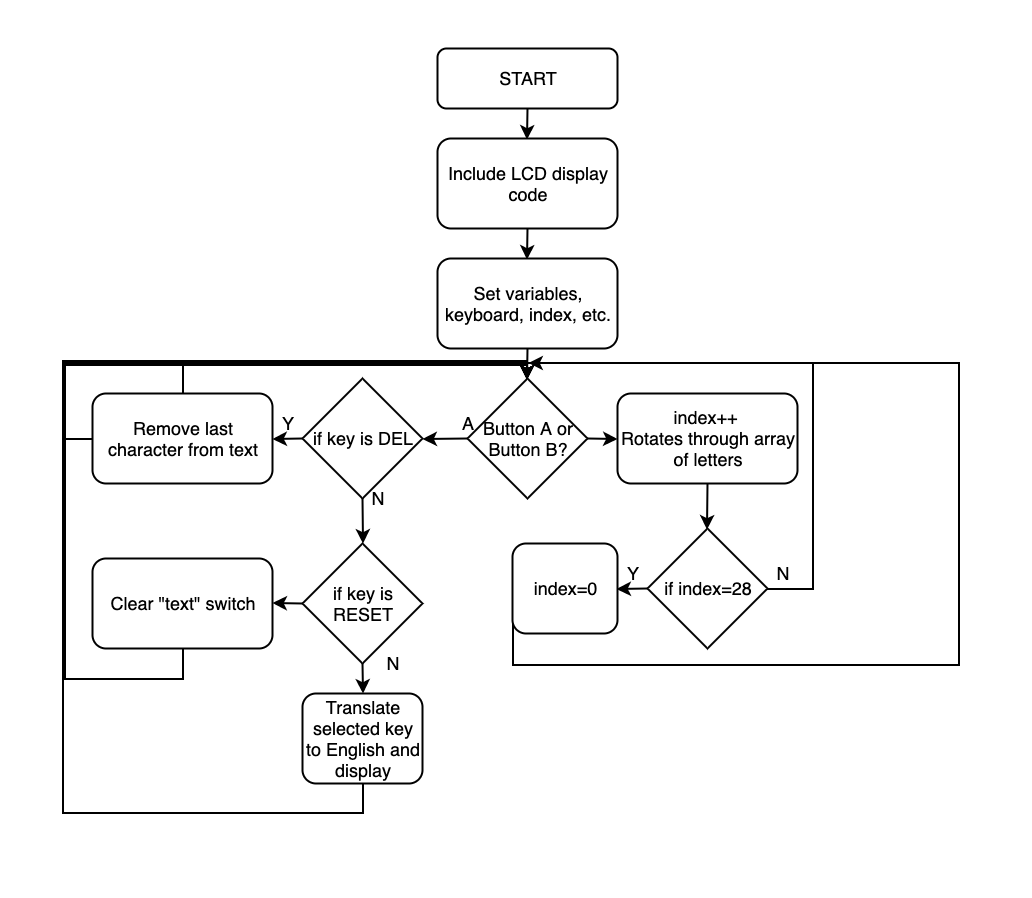 START
Include LCD display
code
Set variables,
keyboard, index, etc.
Remove last
character from text
Y
if key is DEL
A
Button A or
Button B?
index++
Rotates through array
of letters
N
Clear "text" switch
if key is
RESET
index=0
Y
if index=28
N
N
Translate
selected key
to English and
display